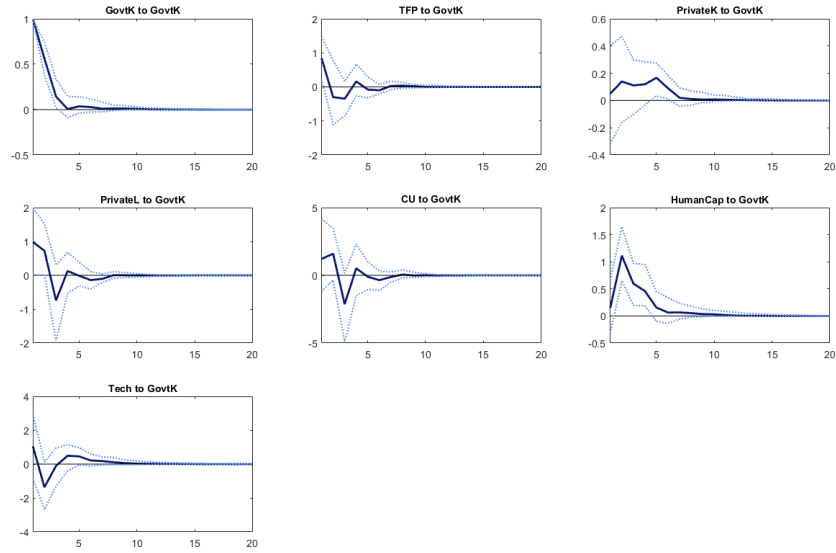 GovtK to GovtK
1
0.5
0
-0.5
5 10 15 20
TFP to GovtK
2
1
0
-1
-2
5 10 15 20
PrivateK to GovtK
0.6
0.4
0.2
0
-0.2
-0.4
5 10 15 20
PrivateL to GovtK
2
1
0
-1
-2
5 10 15 20
CU to GovtK
5
0
-5
5 10 15 20
HumanCap to GovtK
2
1.5
1
0.5
0
-0.5
5 10 15 20
Tech to GovtK
4
2
0
-2
-4
5 10 15 20